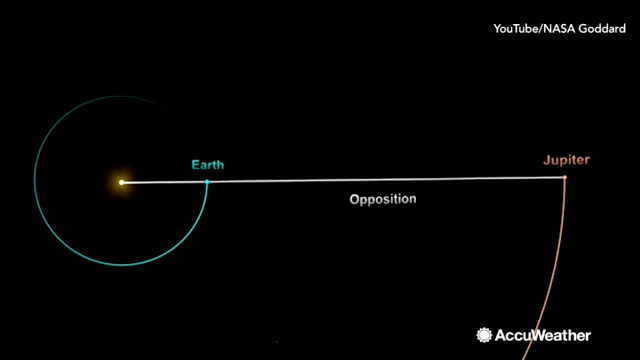 YouTube/NASA Goddard
Earth
Jupiter
Opposition
AccuWeather